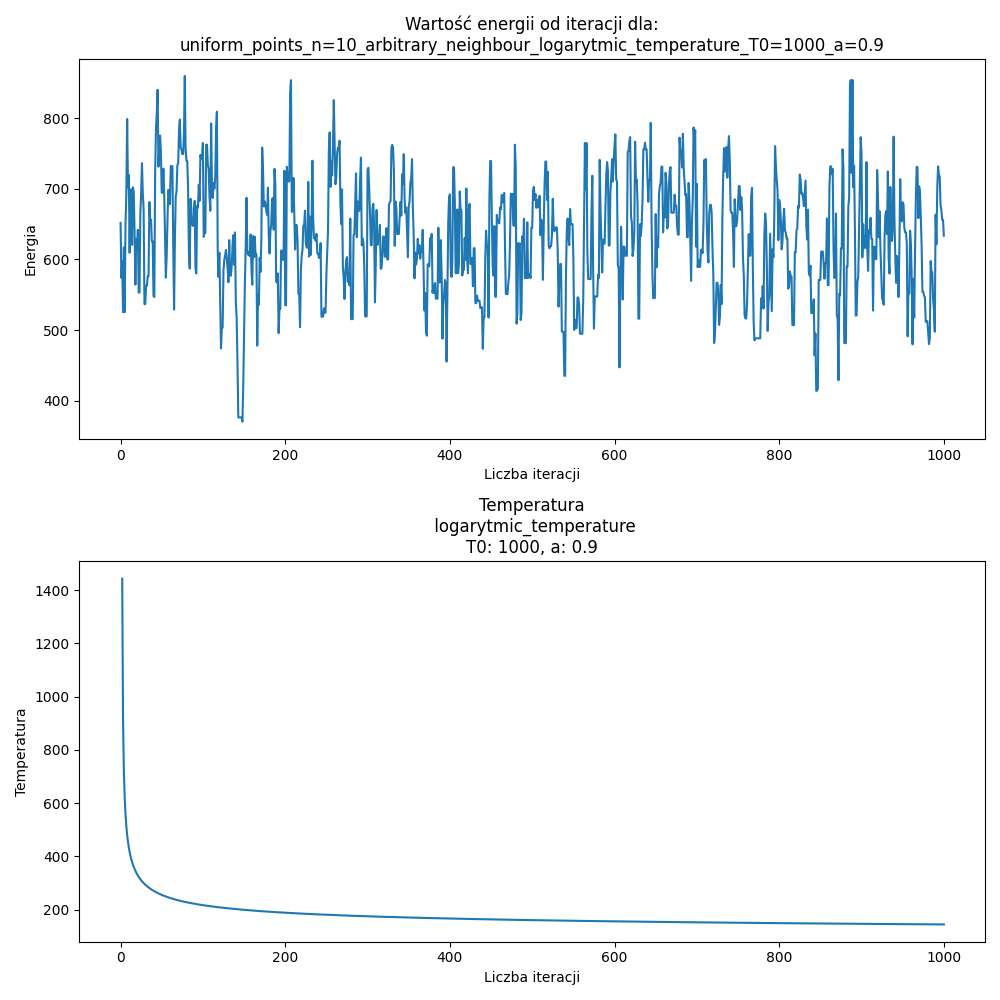 Wartość energii od iteracji dla:
uniform_points_n=10_arbitrary_neighbour_logarytmic_temperature_T0=1000_a=0.9
800
700
600
500
400
Energia
0 200 400 600 800 1000
Liczba iteracji
Temperatura
logarytmic_temperature
T0: 1000, a: 0.9
1400
1200
1000
800
600
400
200
Temperatura
0 200 400 600 800 1000
Liczba iteracji